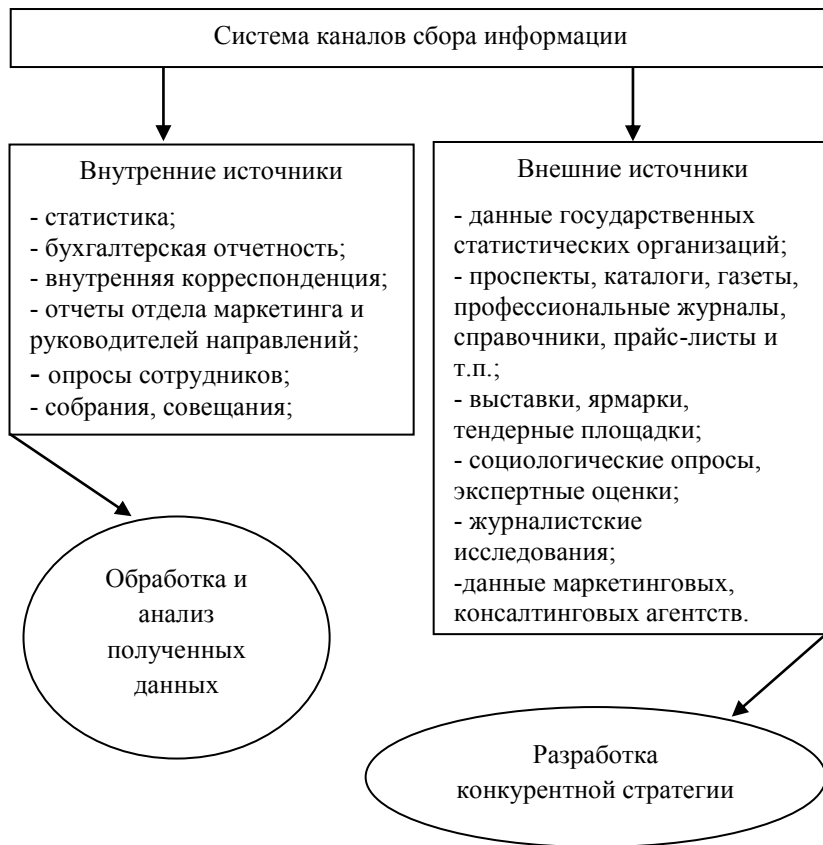 Система каналов сбора информации
Внутренние источники
- статистика;
- бухгалтерская отчетность;
- внутренняя корреспонденция;
- отчеты отдела маркетинга и
руководителей направлений;
- опросы сотрудников;
- собрания, совещания;
Внешние источники
- данные государственных
статистических организаций;
- проспекты, каталоги, газеты,
профессиональные журналы,
справочники, прайс-листы и
т.п.;
- выставки, ярмарки,
тендерные площадки;
- социологические опросы,
экспертные оценки;
- журналистские
исследования;
-данные маркетинговых,
консалтинговых агентств.
Обработка и
анализ
полученных
данных
Разработка
конкурентной стратегии